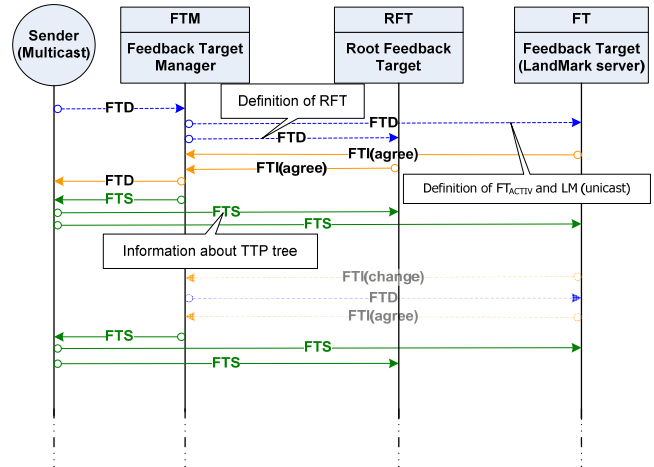 Sender
(Multicast)
FTM
Feedback Target
Manager
RFT
Root Feedback
Target
FT
Feedback Target
(LandMark server)
FTD
Definition of RFT
FTD
FTD
FTI(agree)
FTI(agree)
FTD
Definition of FTACTIV and LM (unicast)
FTS
FTS
FTS
Information about TTP tree
FTI(change)
FTD
FTI(agree)
FTS
FTS
FTS